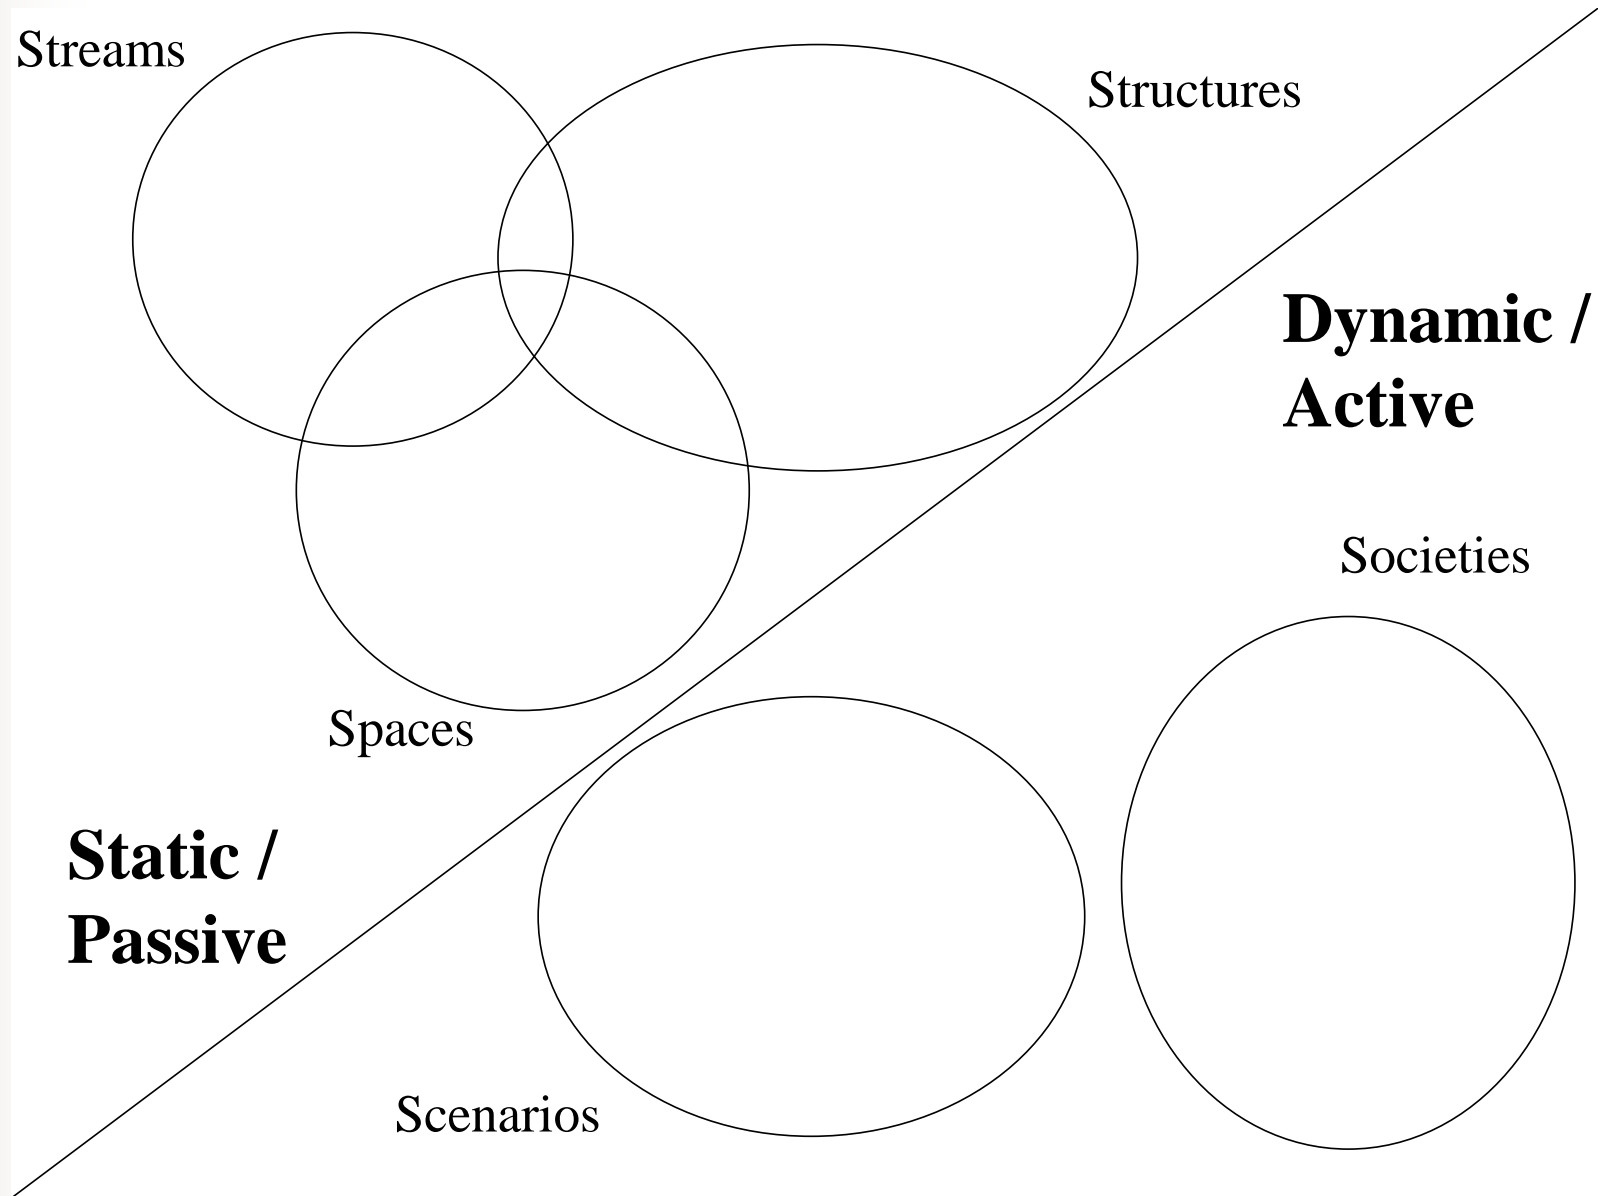 Streams
Structures
Dynamic /
Active
Societies
Spaces
Static /
Passive
Scenarios